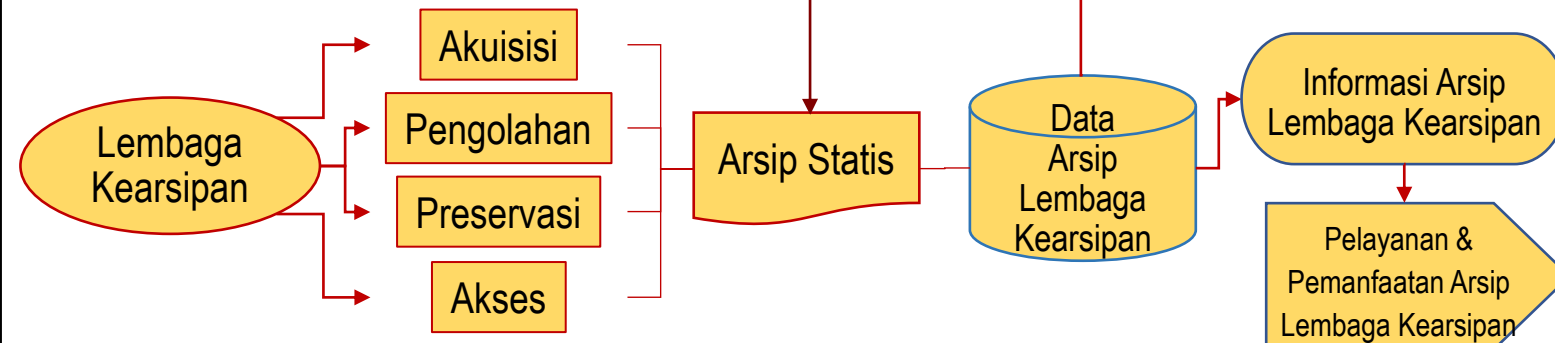 Lembaga
Kearsipan
Akuisisi
Pengolahan
Preservasi
Akses
Arsip Statis
Data
Arsip
Lembaga
Kearsipan
Informasi Arsip
Lembaga Kearsipan
Pelayanan &
Pemanfaatan Arsip
Lembaga Kearsipan